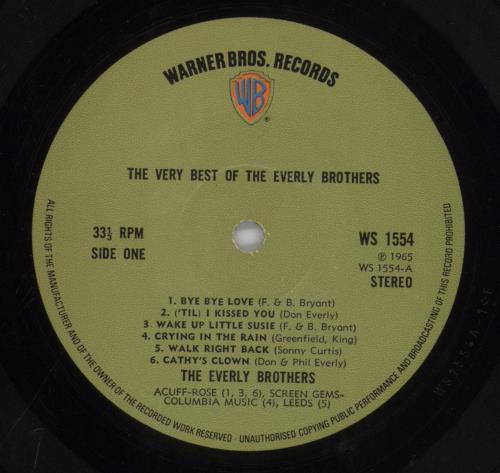 WARNER BROS. RECORDS
WB
®
THE VERY BEST OF THE EVERLY BROTHERS
33⅓ RPM
SIDE ONE
WS 1554
℗ 1965
WS 1554-A
STEREO
1. BYE BYE LOVE (F. & B. Bryant)
2. ('TIL) I KISSED YOU (Don Everly)
3. WAKE UP LITTLE SUSIE (F. & B. Bryant)
4. CRYING IN THE RAIN (Greenfield, King)
5. WALK RIGHT BACK (Sonny Curtis)
6. CATHY'S CLOWN (Don & Phil Everly)
THE EVERLY BROTHERS
ACUFF-ROSE (1, 3, 6), SCREEN GEMS-
COLUMBIA MUSIC (4), LEEDS (5)
ALL RIGHTS OF THE MANUFACTURER AND OF THE OWNER OF THE RECORDED WORK RESERVED · UNAUTHORISED COPYING PUBLIC PERFORMANCE AND BROADCASTING OF THIS RECORD PROHIBITED